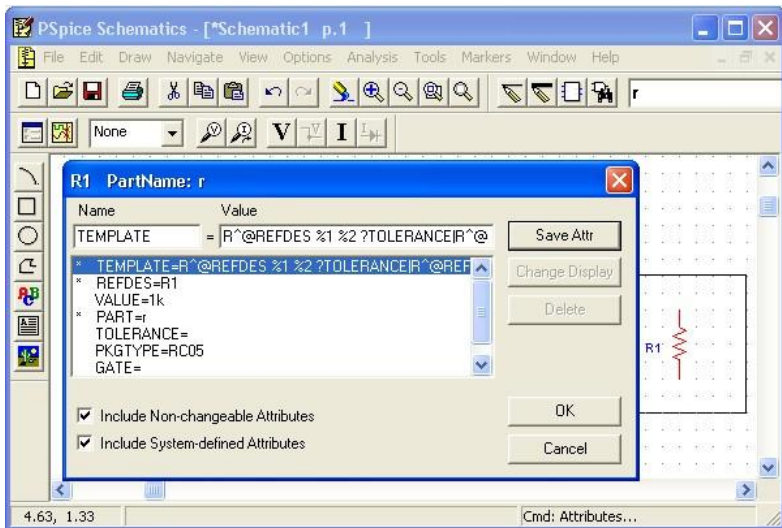 PSpice Schematics - [*Schematic1 p.1 ]
File Edit Draw Navigate View Options Analysis Tools Markers Window Help
r
None V V I
R1 PartName: r
Name Value
TEMPLATE = R^@REFDES %1 %2 ?TOLERANCE|R^@
Save Attr
* TEMPLATE=R^@REFDES %1 %2 ?TOLERANCE|R^@REF
Change Display
* REFDES=R1
VALUE=1k
Delete
* PART=r
TOLERANCE=
PKGTYPE=RC05
GATE=
R1
Include Non-changeable Attributes
OK
Include System-defined Attributes
Cancel
4.63, 1.33 Cmd: Attributes...